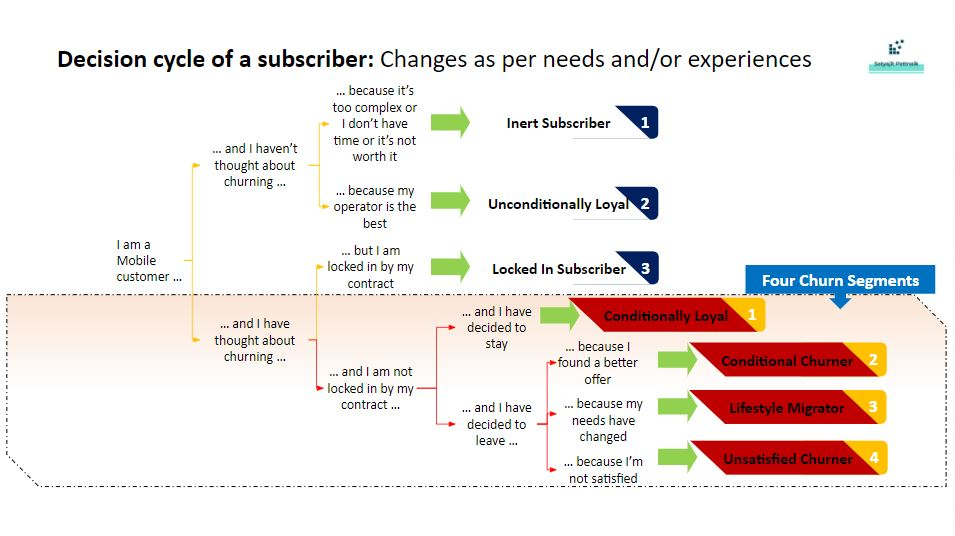 Decision cycle of a subscriber: Changes as per needs and/or experiences
Satyajit Pattnaik
... because it's
too complex or
I don't have
time or it's not
worth it
Inert Subscriber
1
... and I haven't
thought about
churning ...
... because my
operator is the
best
Unconditionally Loyal
2
I am a
Mobile
customer ...
... but I am
locked in by my
contract
Locked In Subscriber
3
Four Churn Segments
... and I have
thought about
churning ...
... and I have
decided to
stay
Conditionally Loyal
1
... and I am not
locked in by my
contract ...
... because I
found a better
offer
Conditional Churner
2
... and I have
decided to
leave ...
... because my
needs have
changed
Lifestyle Migrator
3
... because I'm
not satisfied
Unsatisfied Churner
4